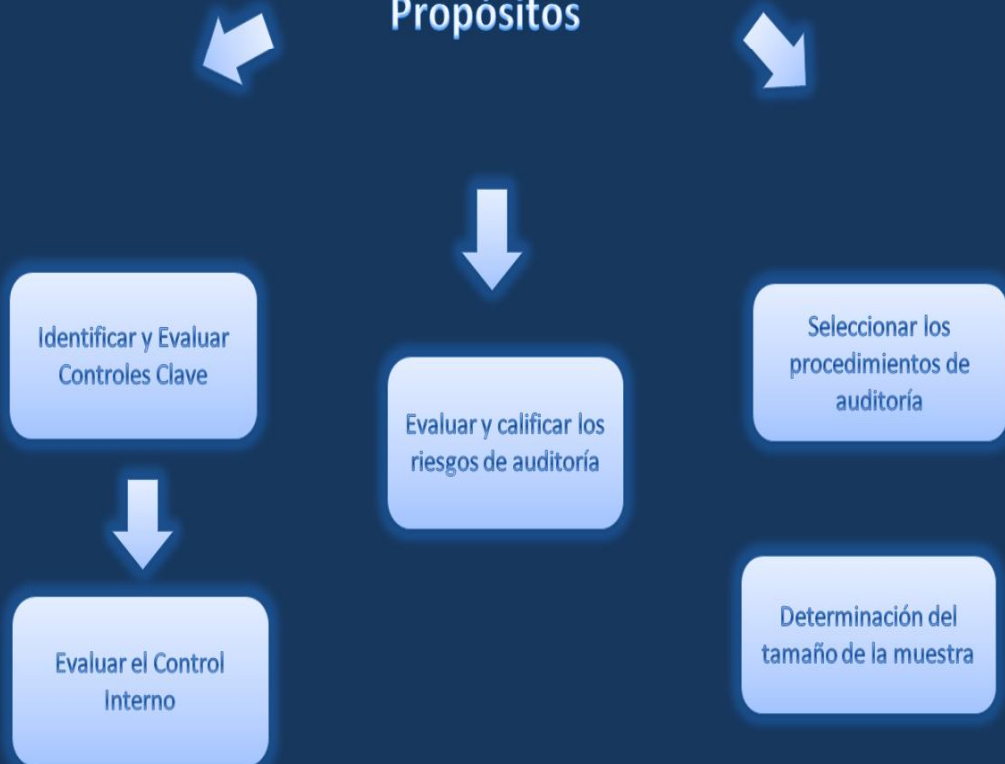 Propósitos
Identificar y Evaluar
Controles Clave
Evaluar el Control
Interno
Evaluar y calificar los
riesgos de auditoría
Seleccionar los
procedimientos de
auditoría
Determinación del
tamaño de la muestra